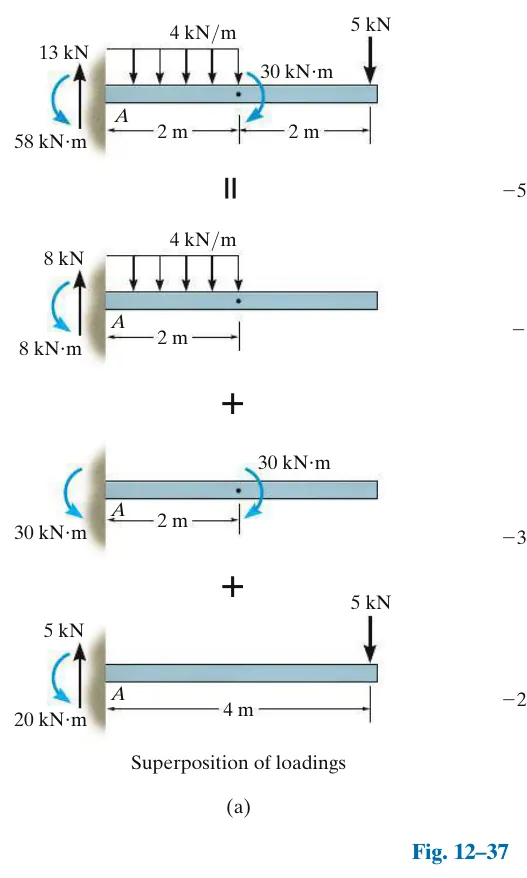 4 kN/m
5 kN
13 kN
30 kN·m
A
58 kN·m
2 m
2 m
=
−5
8 kN
4 kN/m
A
8 kN·m
2 m
−
+
30 kN·m
A
30 kN·m
2 m
−3
+
5 kN
5 kN
A
20 kN·m
4 m
−2
Superposition of loadings
(a)
Fig. 12–37